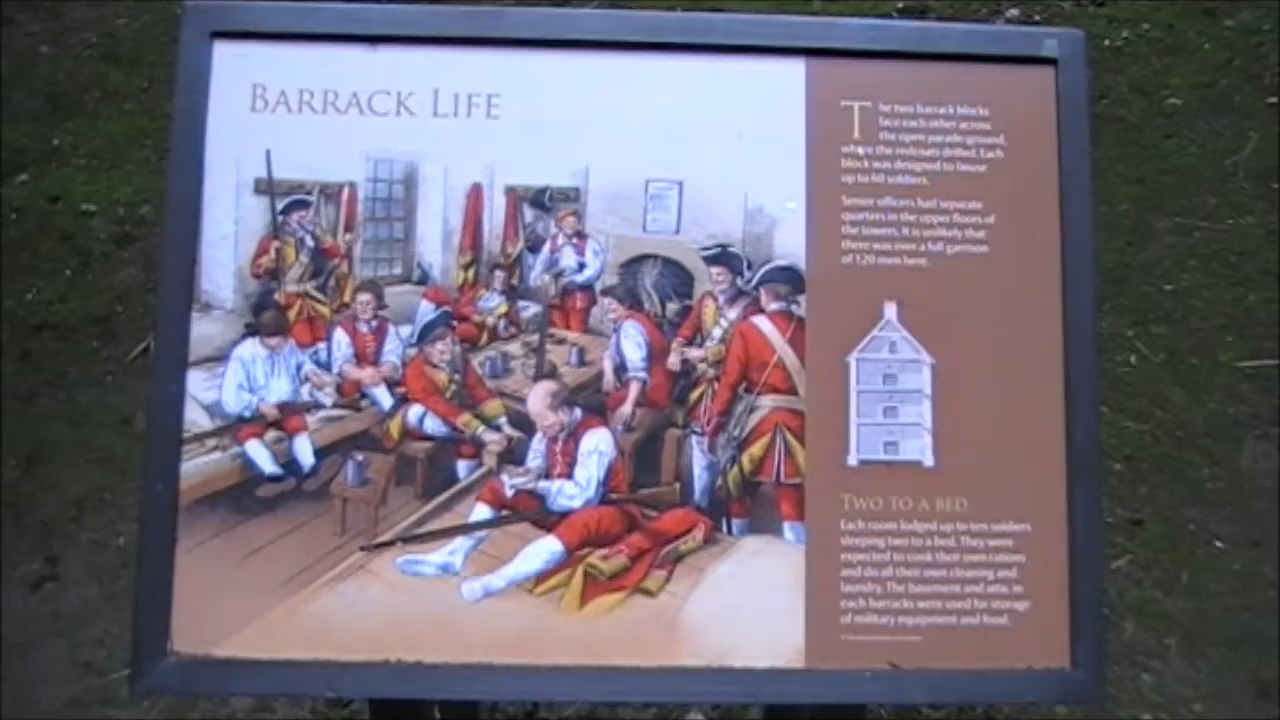 BARRACK LIFE
The two barrack blocks
face each other across
the open parade-ground,
where the redcoats drilled. Each
block was designed to house
up to 60 soldiers.
Senior officers had separate
quarters in the upper floors of
the towers. It is unlikely that
there was ever a full garrison
of 120 men here.
TWO TO A BED
Each room lodged up to ten soldiers
sleeping two to a bed. They were
expected to cook their own rations
and do all their own cleaning and
laundry. The basement and attic in
each barracks were used for storage
of military equipment and food.